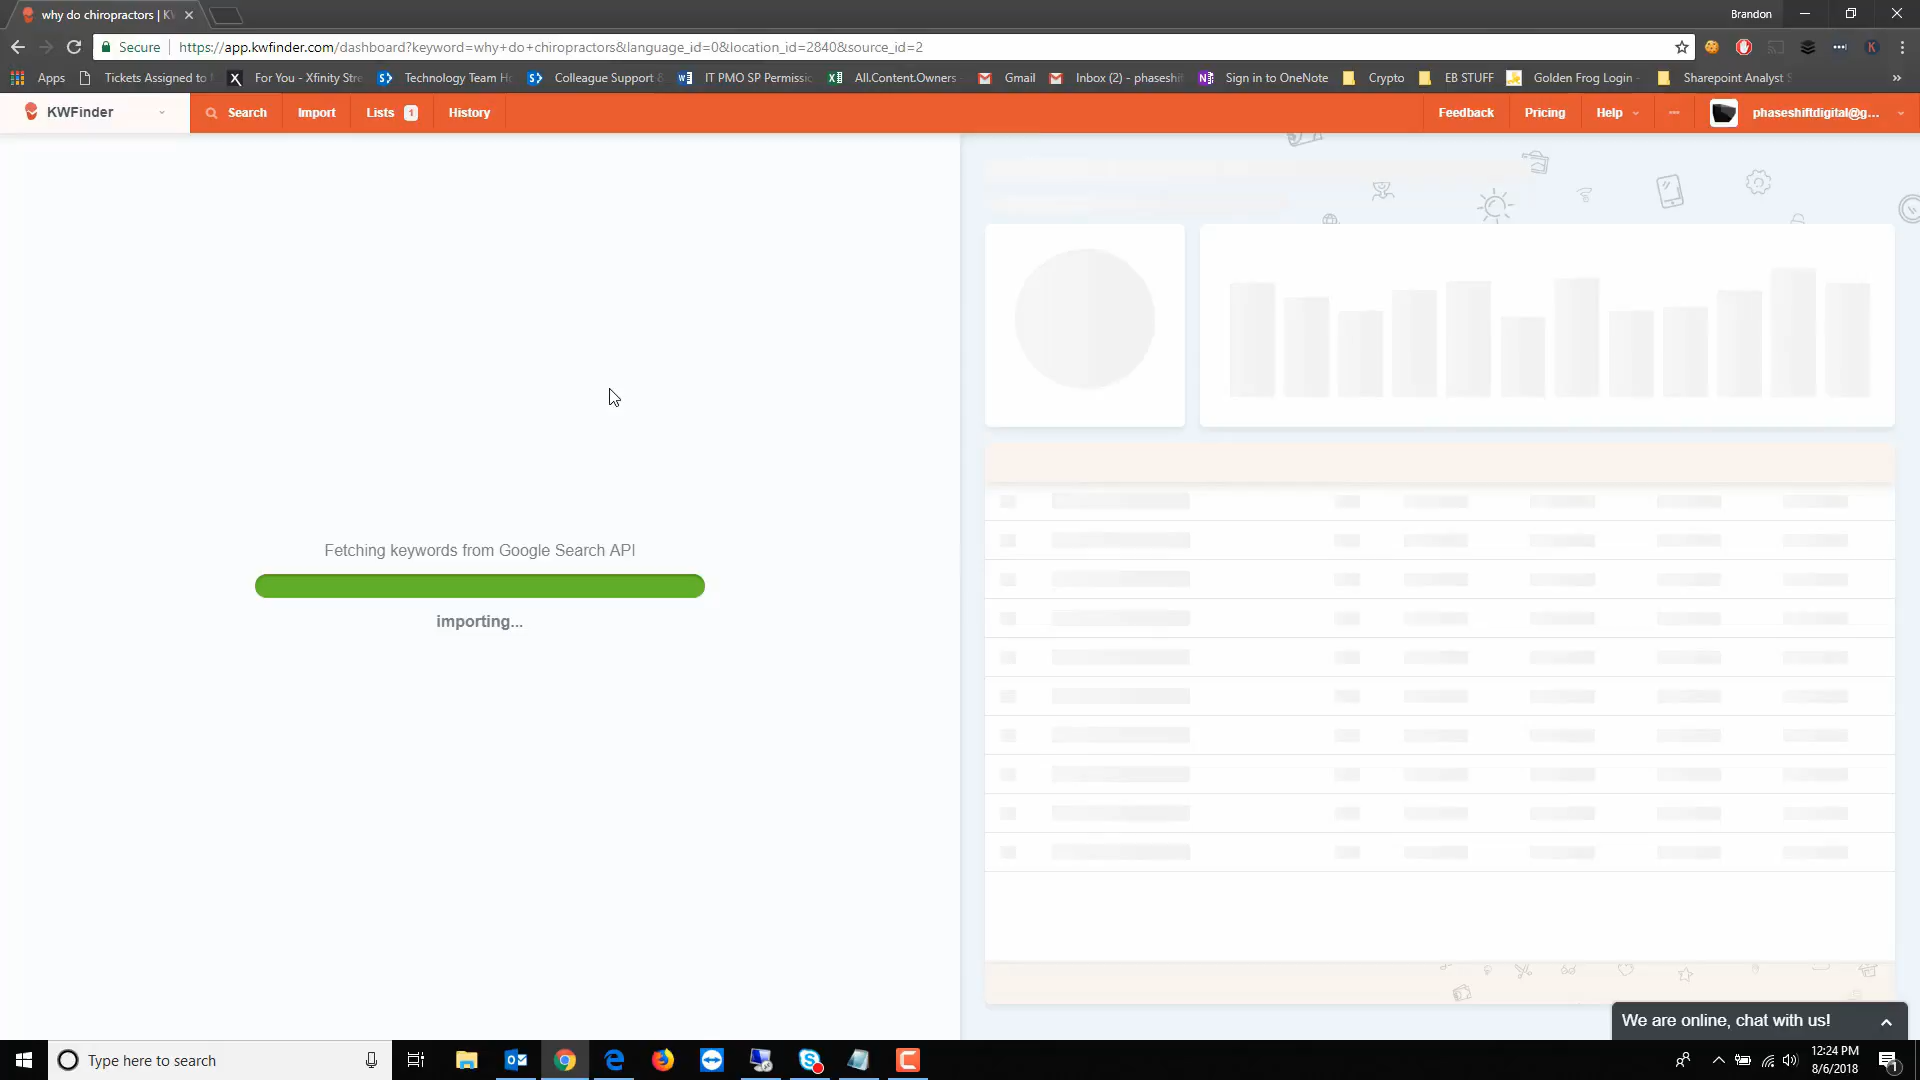 why do chiropractors | KW
Brandon
Secure
https://app.kwfinder.com/dashboard?keyword=why+do+chiropractors&language_id=0&location_id=2840&source_id=2
Apps
Tickets Assigned to
For You - Xfinity Stre
Technology Team H
Colleague Support &
IT PMO SP Permissi
All.Content.Owners
Gmail
Inbox (2) - phaseshi
Sign in to OneNote
Crypto
EB STUFF
Golden Frog Login -
Sharepoint Analyst S
KWFinder
Search
Import
Lists 1
History
Feedback
Pricing
Help
phaseshiftdigital@g...
Fetching keywords from Google Search API
importing...
We are online, chat with us!
Type here to search
12:24 PM
8/6/2018
1